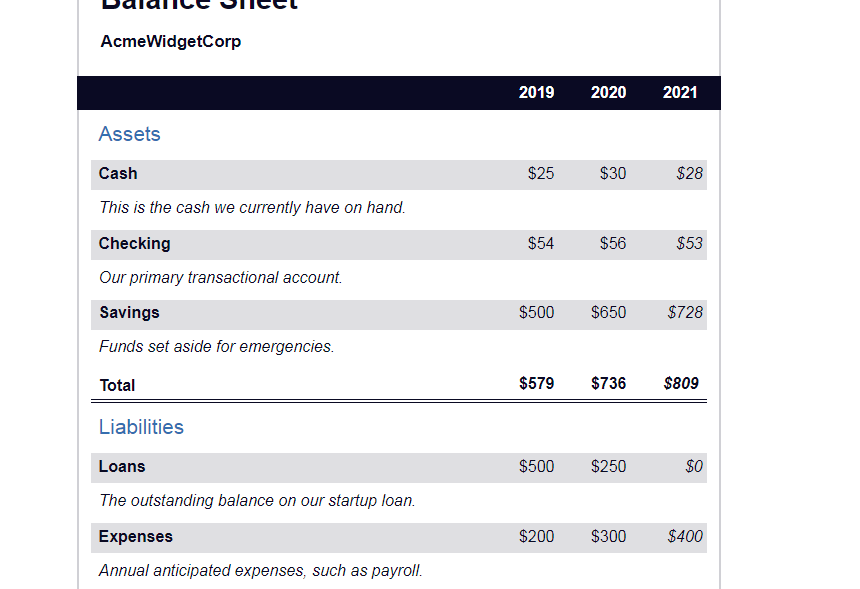 Balance Sheet
AcmeWidgetCorp
2019 2020 2021
Assets
Cash $25 $30 $28
This is the cash we currently have on hand.
Checking $54 $56 $53
Our primary transactional account.
Savings $500 $650 $728
Funds set aside for emergencies.
Total $579 $736 $809
Liabilities
Loans $500 $250 $0
The outstanding balance on our startup loan.
Expenses $200 $300 $400
Annual anticipated expenses, such as payroll.